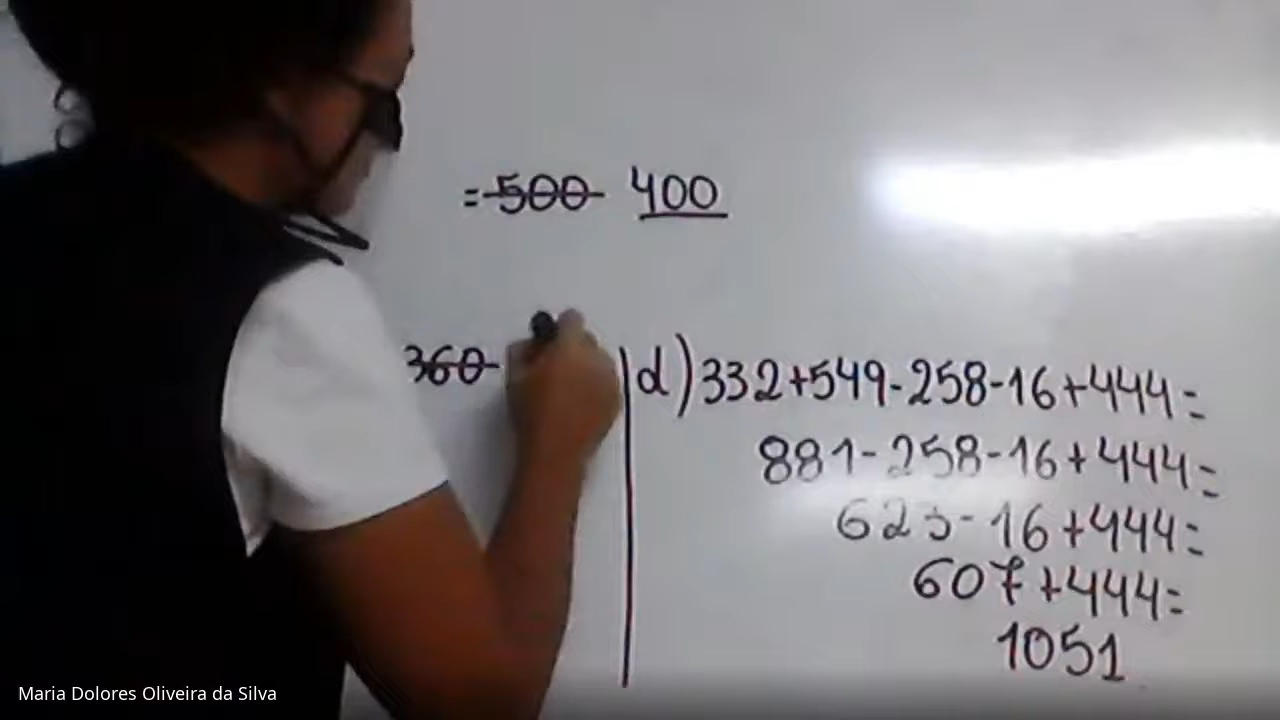 = 500 400
360
d) 332+549-258-16+444=
881-258-16+444=
623-16+444=
607+444=
1051
Maria Dolores Oliveira da Silva